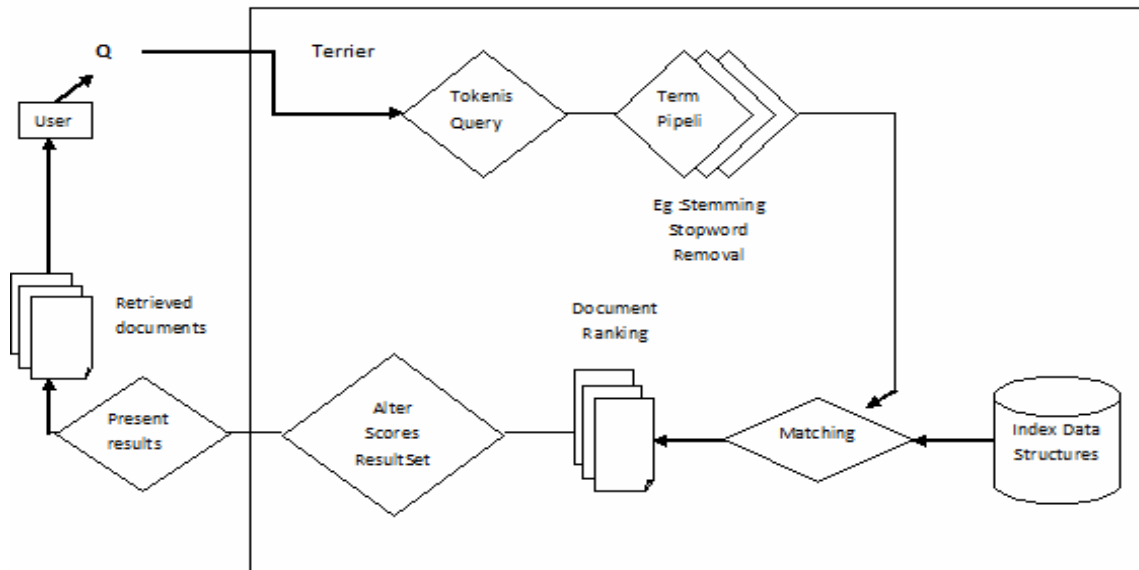 Q
Terrier
User
Tokenis
Query
Term
Pipeli
Eg :Stemming
Stopword
Removal
Retrieved
documents
Document
Ranking
Present
results
Alter
Scores
ResultSet
Matching
Index Data
Structures